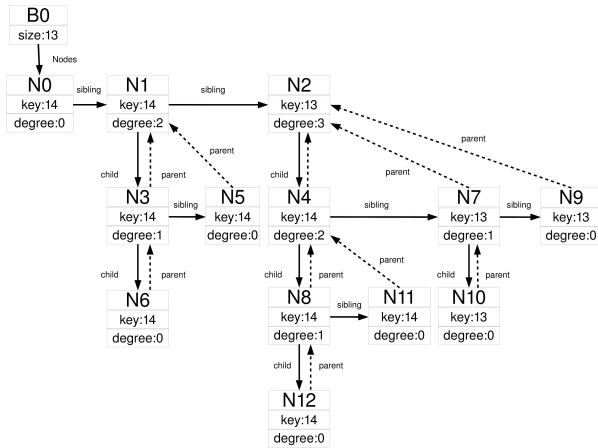 B0
size:13
Nodes
N0
key:14
degree:0
sibling
N1
key:14
degree:2
sibling
N2
key:13
degree:3
child
parent
parent
child
parent
parent
N3
key:14
degree:1
sibling
N5
key:14
degree:0
N4
key:14
degree:2
sibling
N7
key:13
degree:1
sibling
N9
key:13
degree:0
child
parent
child
parent
parent
child
parent
N6
key:14
degree:0
N8
key:14
degree:1
sibling
N11
key:14
degree:0
N10
key:13
degree:0
child
parent
N12
key:14
degree:0